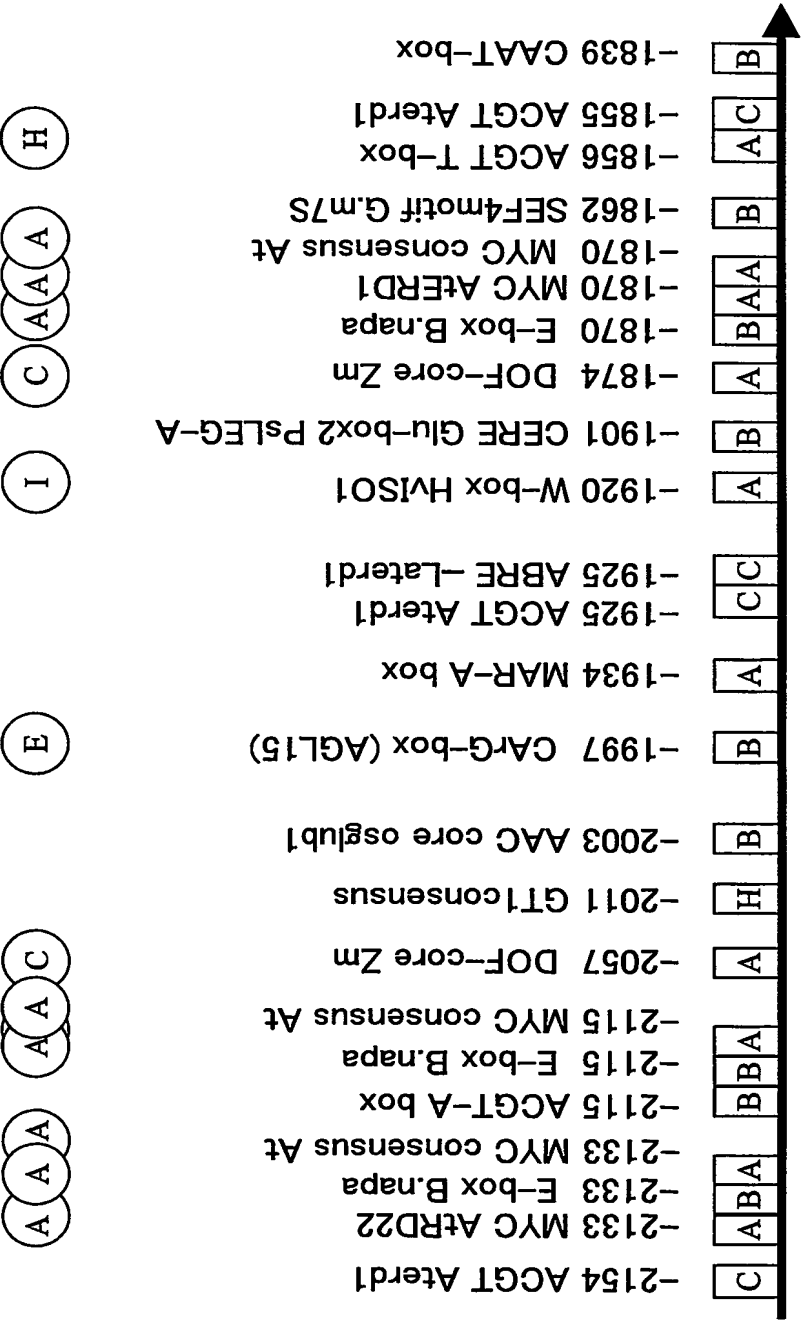 C -2154 ACGT Aterd1
A -2133 MYC AtRD22 A
B -2133 E-box B.napa A
A -2133 MYC consensus At A
B -2115 ACGT-A box
B -2115 E-box B.napa A
A -2115 MYC consensus At A
A -2057 DOF-core Zm C
H -2011 GT1consensus
B -2003 AAC core osglub1
B -1997 CArG-box (AGL15) E
A -1934 MAR-A box
C -1925 ACGT Aterd1
C -1925 ABRE -Laterd1
A -1920 W-box HvISO1 I
B -1901 CERE Glu-box2 PsLEG-A
A -1874 DOF-core Zm C
B -1870 E-box B.napa A
A -1870 MYC AtERD1 A
A -1870 MYC consensus At A
B -1862 SEF4motif G.m7S
A -1856 ACGT T-box H
C -1855 ACGT Aterd1
B -1839 CAAT-box